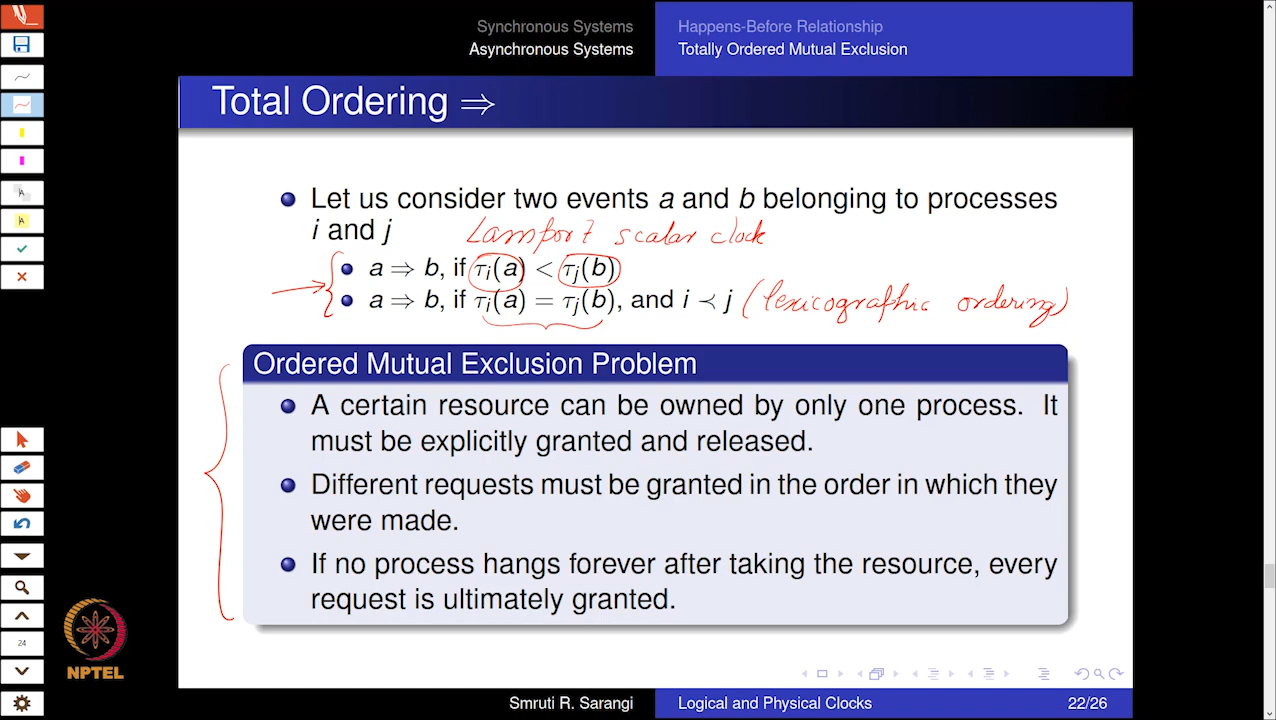 Synchronous Systems
Asynchronous Systems
Happens-Before Relationship
Totally Ordered Mutual Exclusion
Total Ordering ⇒
Let us consider two events a and b belonging to processes
i and j
Lamport scalar clock
a ⇒ b, if τᵢ(a) < τⱼ(b)
a ⇒ b, if τᵢ(a) = τⱼ(b), and i ≺ j (lexicographic ordering)
Ordered Mutual Exclusion Problem
A certain resource can be owned by only one process. It
must be explicitly granted and released.
Different requests must be granted in the order in which they
were made.
If no process hangs forever after taking the resource, every
request is ultimately granted.
24
NPTEL
Smruti R. Sarangi
Logical and Physical Clocks
22/26